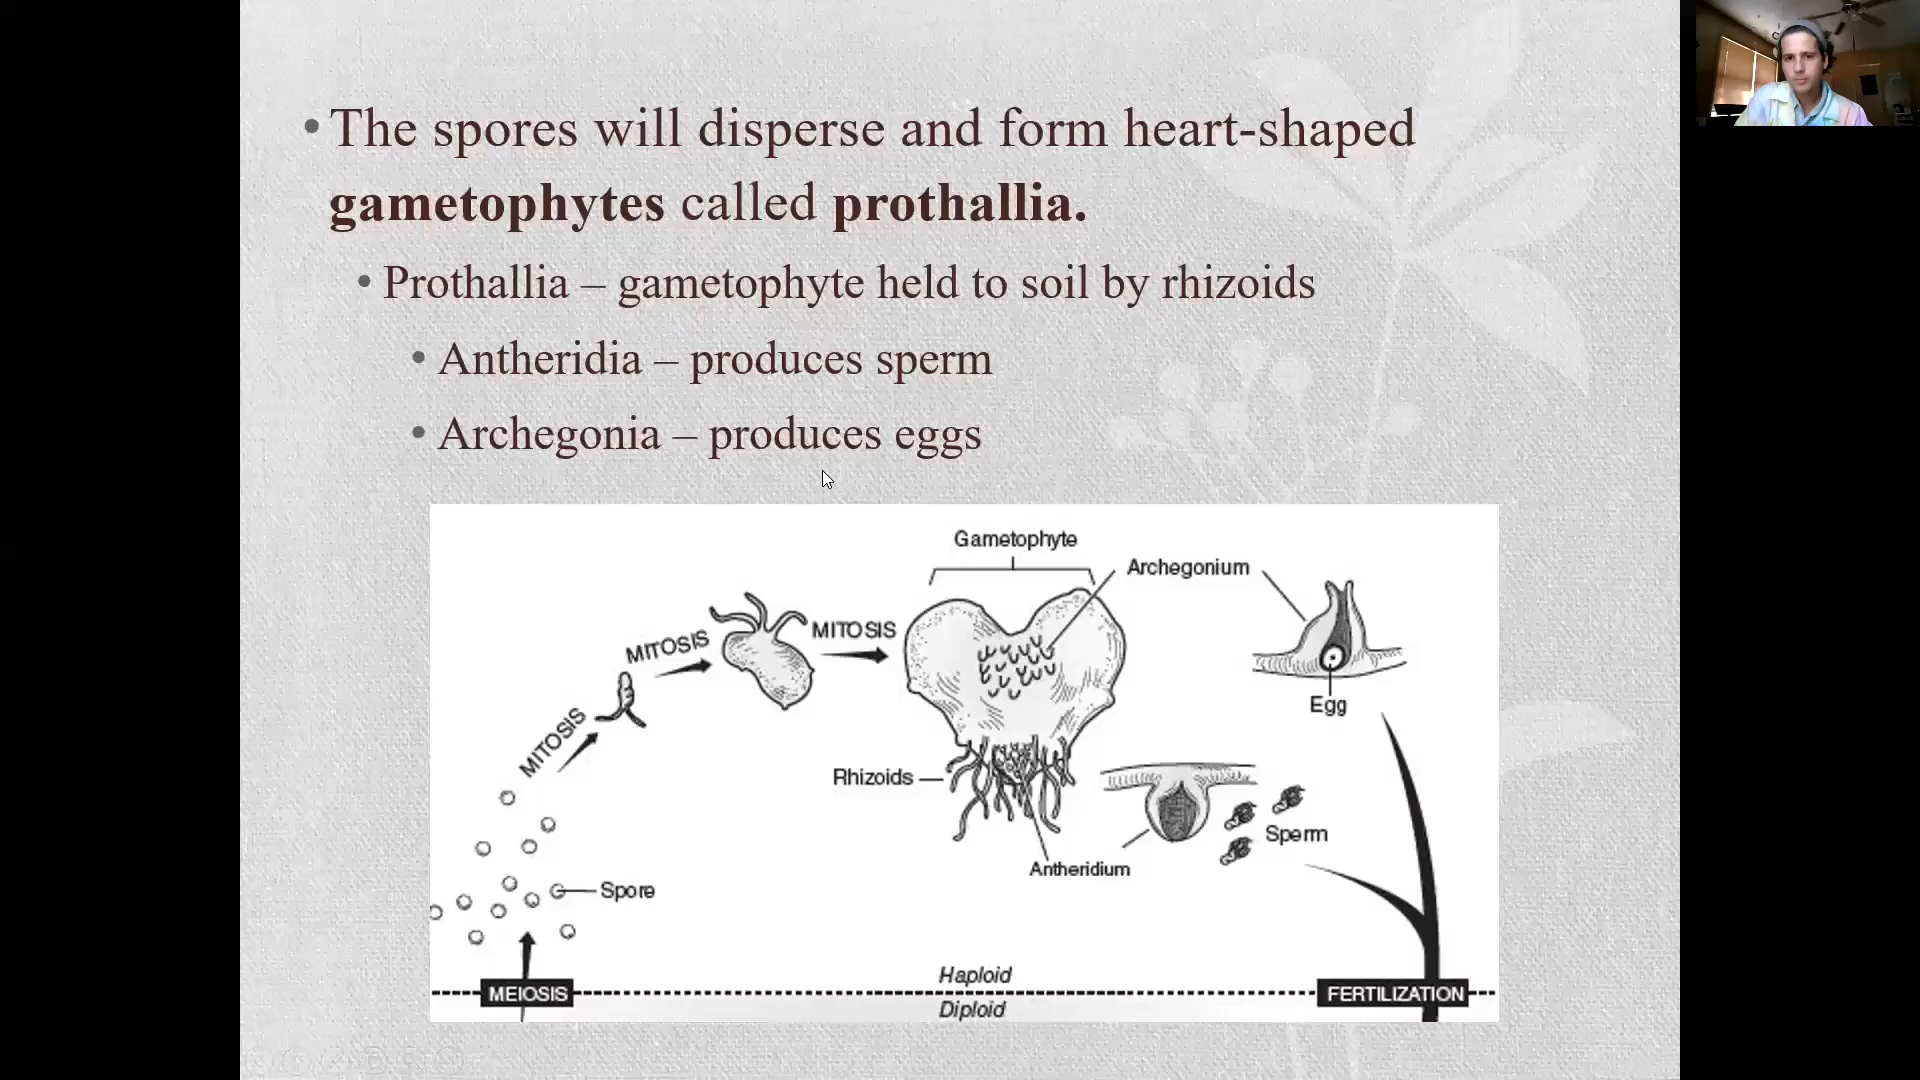 • The spores will disperse and form heart-shaped
gametophytes called prothallia.
• Prothallia – gametophyte held to soil by rhizoids
• Antheridia – produces sperm
• Archegonia – produces eggs
Gametophyte
Archegonium
MITOSIS
MITOSIS
MITOSIS
Egg
Rhizoids
Sperm
Antheridium
Spore
Haploid
MEIOSIS
FERTILIZATION
Diploid